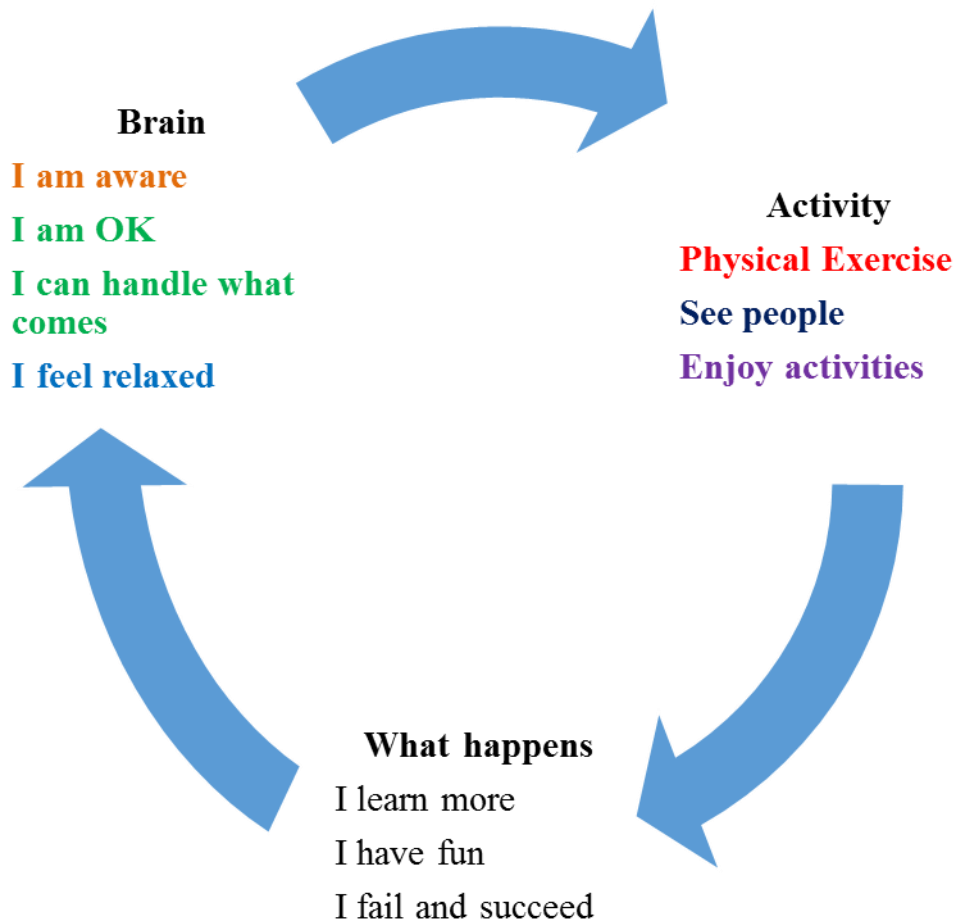 Brain
I am aware
I am OK
I can handle what
comes
I feel relaxed
Activity
Physical Exercise
See people
Enjoy activities
What happens
I learn more
I have fun
I fail and succeed